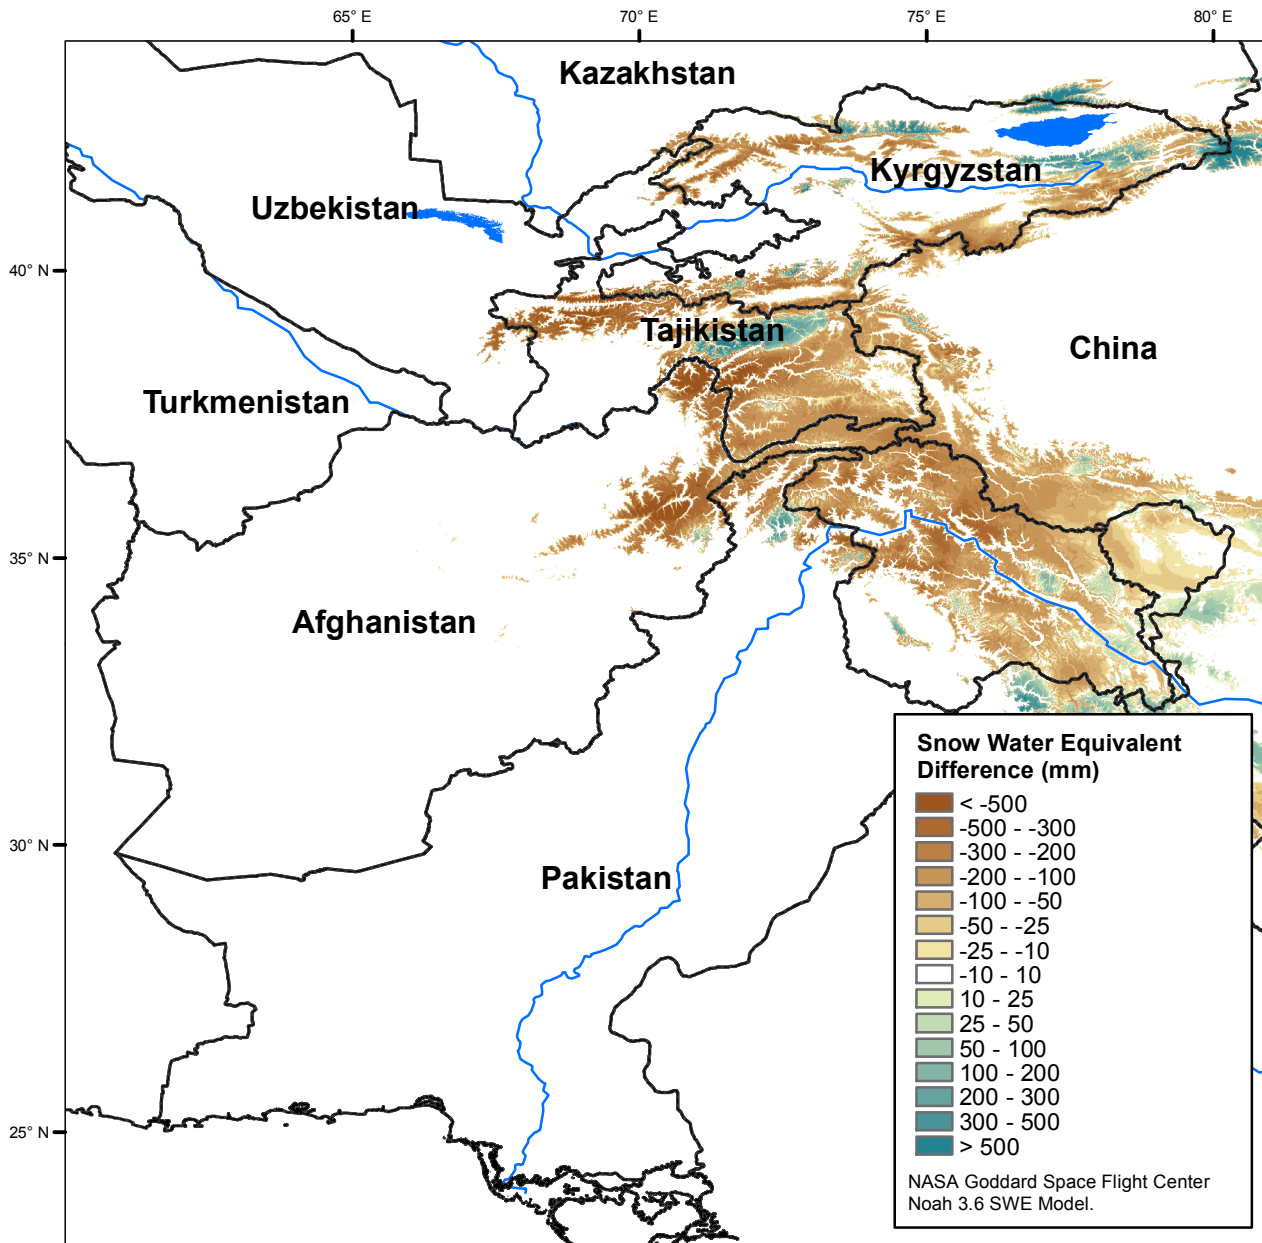 65° E
70° E
75° E
80° E
Kazakhstan
Kyrgyzstan
Uzbekistan
40° N
Tajikistan
China
Turkmenistan
35° N
Afghanistan
Snow Water Equivalent
Difference (mm)
< -500
-500 - -300
-300 - -200
-200 - -100
-100 - -50
-50 - -25
-25 - -10
-10 - 10
10 - 25
25 - 50
50 - 100
100 - 200
200 - 300
300 - 500
> 500
NASA Goddard Space Flight Center
Noah 3.6 SWE Model.
30° N
Pakistan
25° N